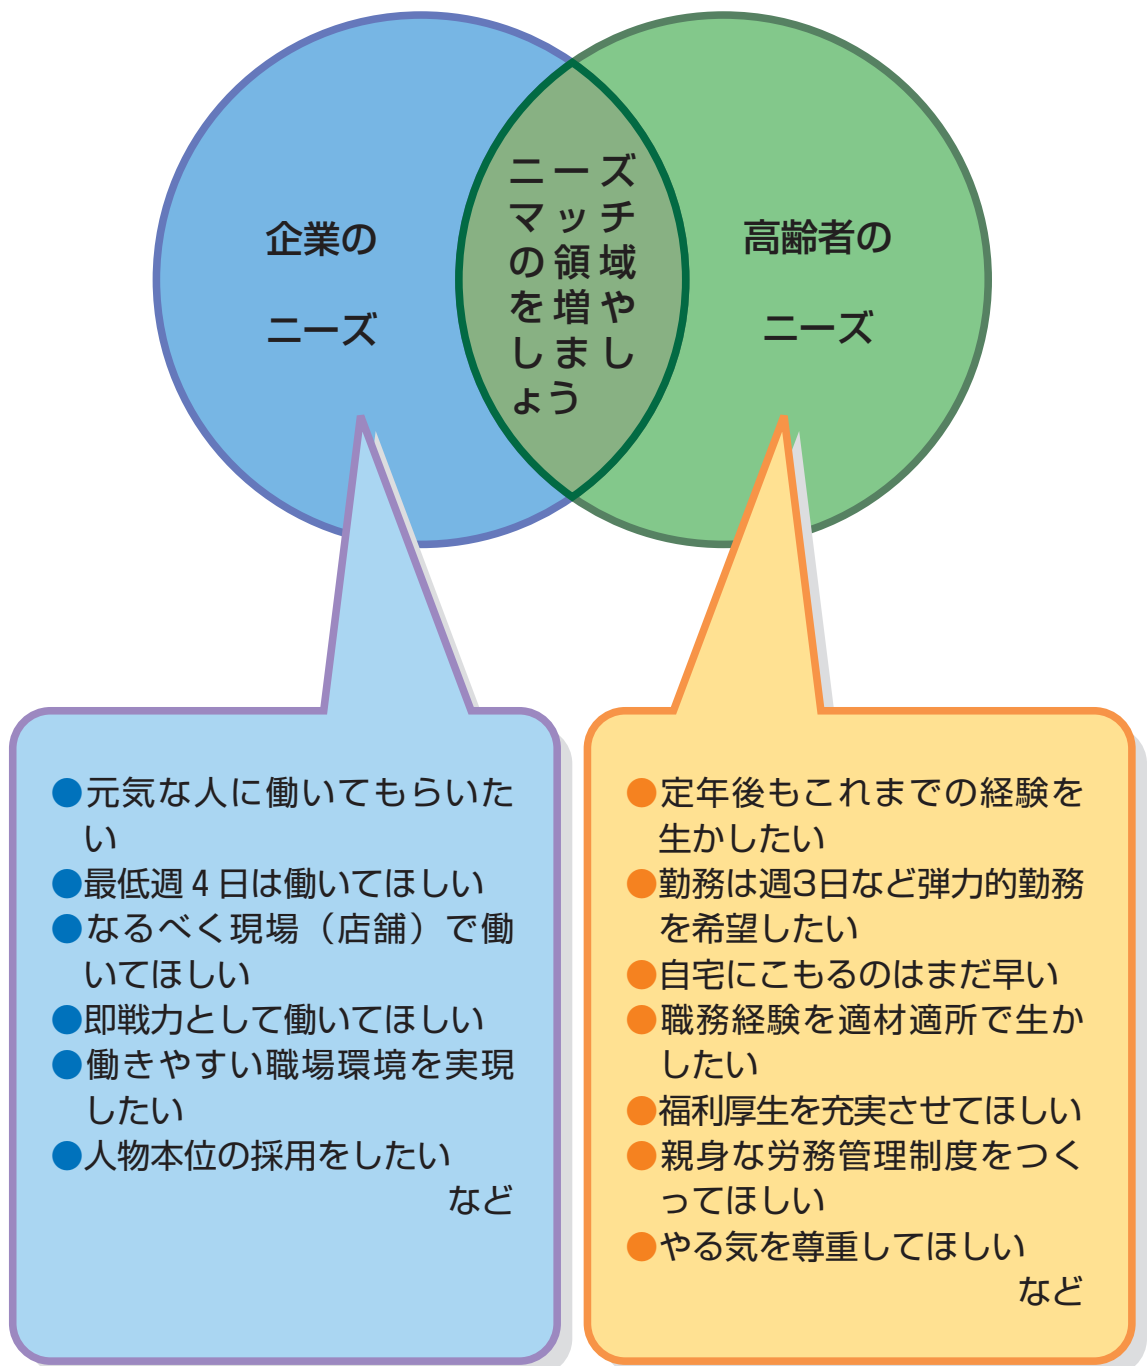 企業の
ニーズ
ニーズ
マッチ
の領域
を増や
しまし
ょう
高齢者の
ニーズ
●元気な人に働いてもらいた
い
●最低週4日は働いてほしい
●なるべく現場（店舗）で働
いてほしい
●即戦力として働いてほしい
●働きやすい職場環境を実現
したい
●人物本位の採用をしたい
など
●定年後もこれまでの経験を
生かしたい
●勤務は週3日など弾力的勤務
を希望したい
●自宅にこもるのはまだ早い
●職務経験を適材適所で生か
したい
●福利厚生を充実させてほしい
●親身な労務管理制度をつく
ってほしい
●やる気を尊重してほしい
など